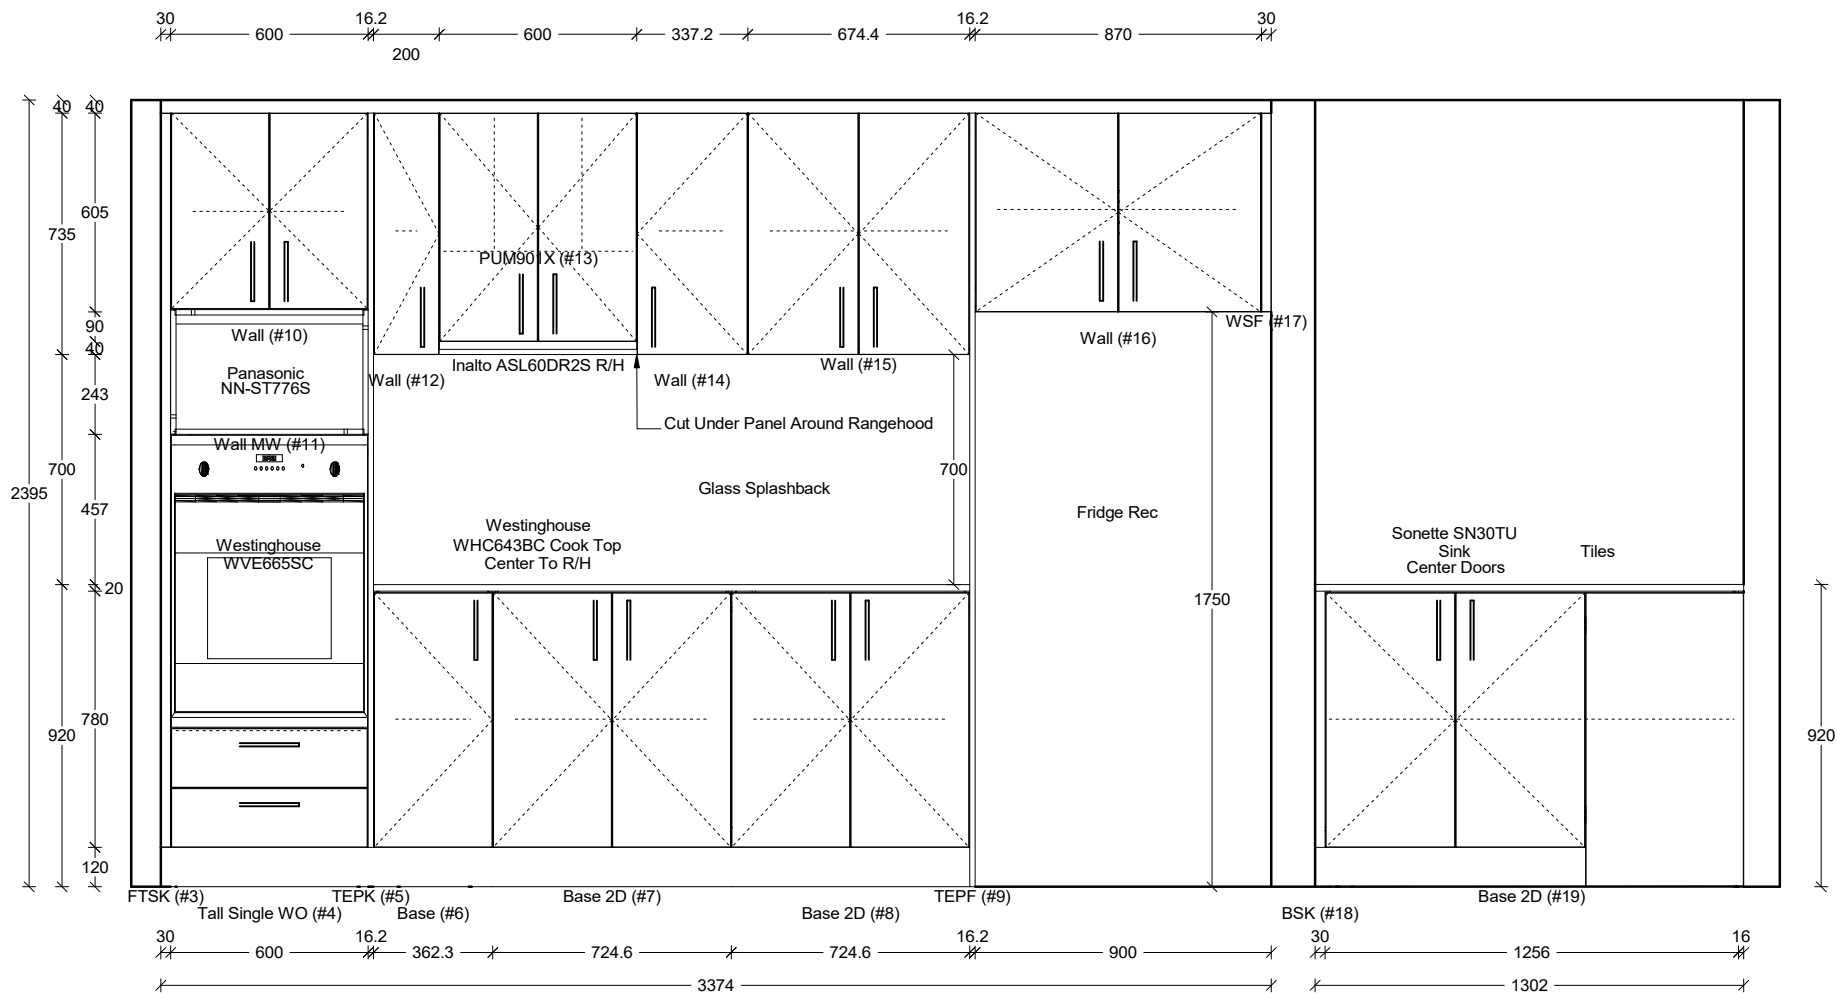 30 16.2 16.2 30
600 600 337.2 674.4 870
200
40 40
605
735
PUM901X (#13)
WSF (#17)
90
Wall (#10)
Wall (#16)
40
Inalto ASL60DR2S R/H
Wall (#15)
Panasonic
NN-ST776S
Wall (#12)
Wall (#14)
243
Cut Under Panel Around Rangehood
Wall MW (#11)
700
700
2395
Glass Splashback
457
Fridge Rec
Westinghouse
WHC643BC Cook Top
Center To R/H
Sonette SN30TU
Sink
Center Doors
Tiles
Westinghouse
WVE665SC
20
1750
780
920
920
120
FTSK (#3)
TEPK (#5)
Base 2D (#7)
TEPF (#9)
Base 2D (#19)
Tall Single WO (#4)
Base (#6)
Base 2D (#8)
BSK (#18)
30 16.2 16.2 30 16
600 362.3 724.6 724.6 900 1256
3374 1302